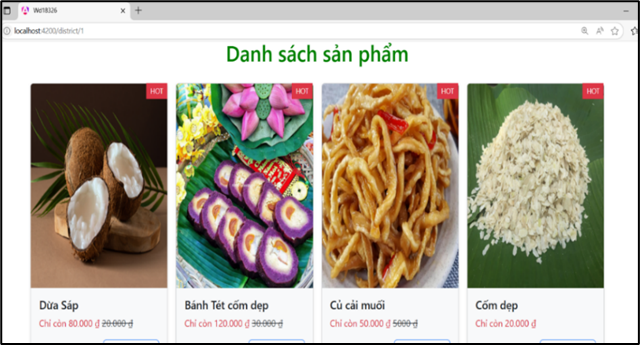 Wd18326
localhost:4200/district/1
Danh sách sản phẩm
HOT HOT HOT HOT
Dừa Sáp Bánh Tét cốm dẹp Củ cải muối Cốm dẹp
Chỉ còn 80.000 ₫ 20.000 ₫ Chỉ còn 120.000 ₫ 30.000 ₫ Chỉ còn 50.000 ₫ 5000 ₫ Chỉ còn 20.000 ₫